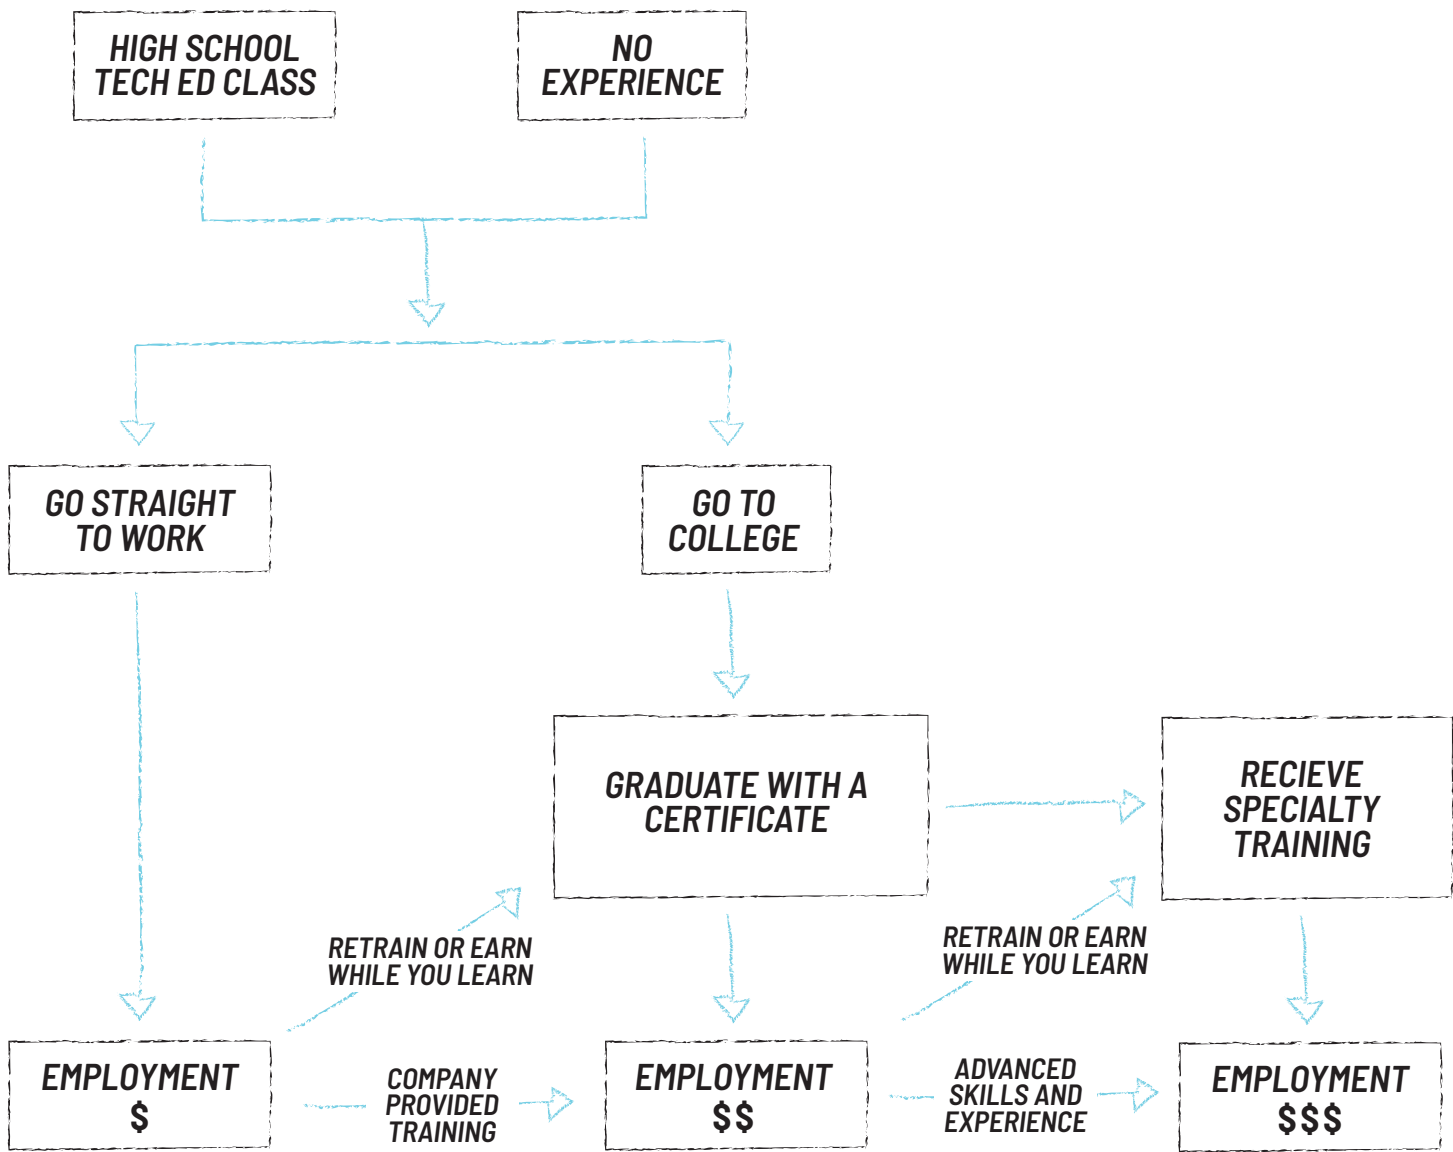 HIGH SCHOOL
TECH ED CLASS
NO
EXPERIENCE
GO STRAIGHT
TO WORK
GO TO
COLLEGE
GRADUATE WITH A
CERTIFICATE
RECIEVE
SPECIALTY
TRAINING
RETRAIN OR EARN
WHILE YOU LEARN
RETRAIN OR EARN
WHILE YOU LEARN
EMPLOYMENT
$
COMPANY
PROVIDED
TRAINING
EMPLOYMENT
$$
ADVANCED
SKILLS AND
EXPERIENCE
EMPLOYMENT
$$$